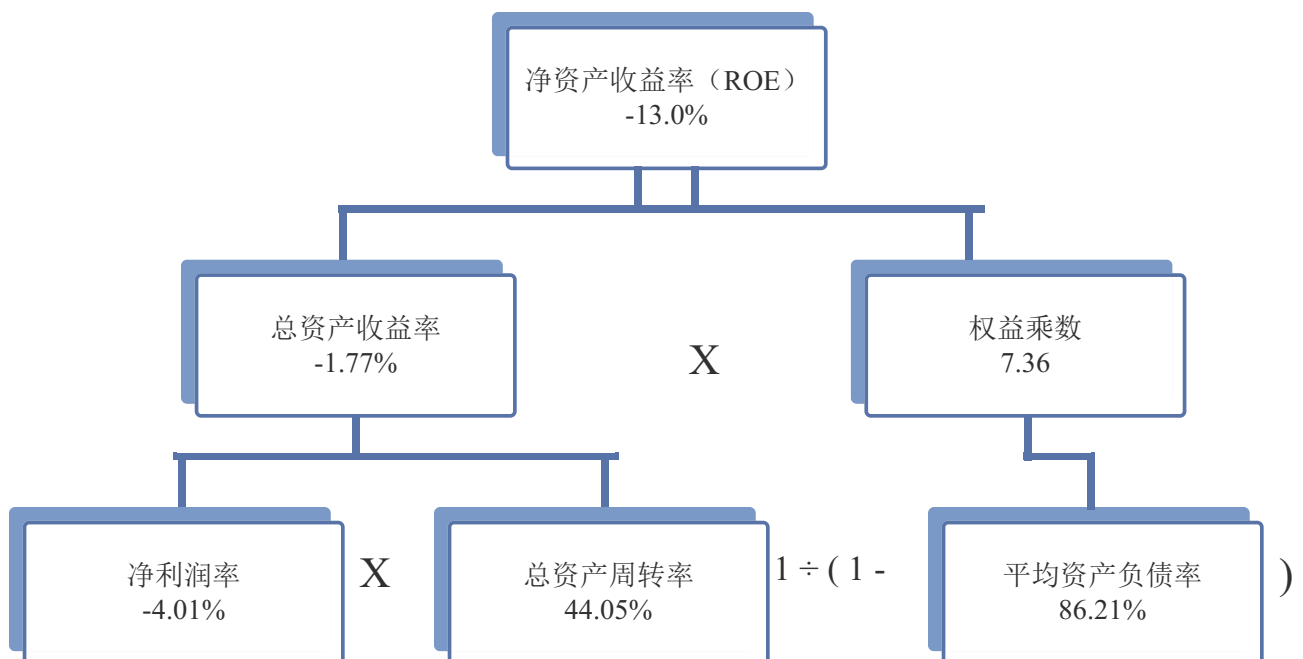 净资产收益率（ROE）
-13.0%
总资产收益率
-1.77%
X
权益乘数
7.36
净利润率
-4.01%
X
总资产周转率
44.05%
1 ÷ ( 1 -
平均资产负债率
86.21%
)